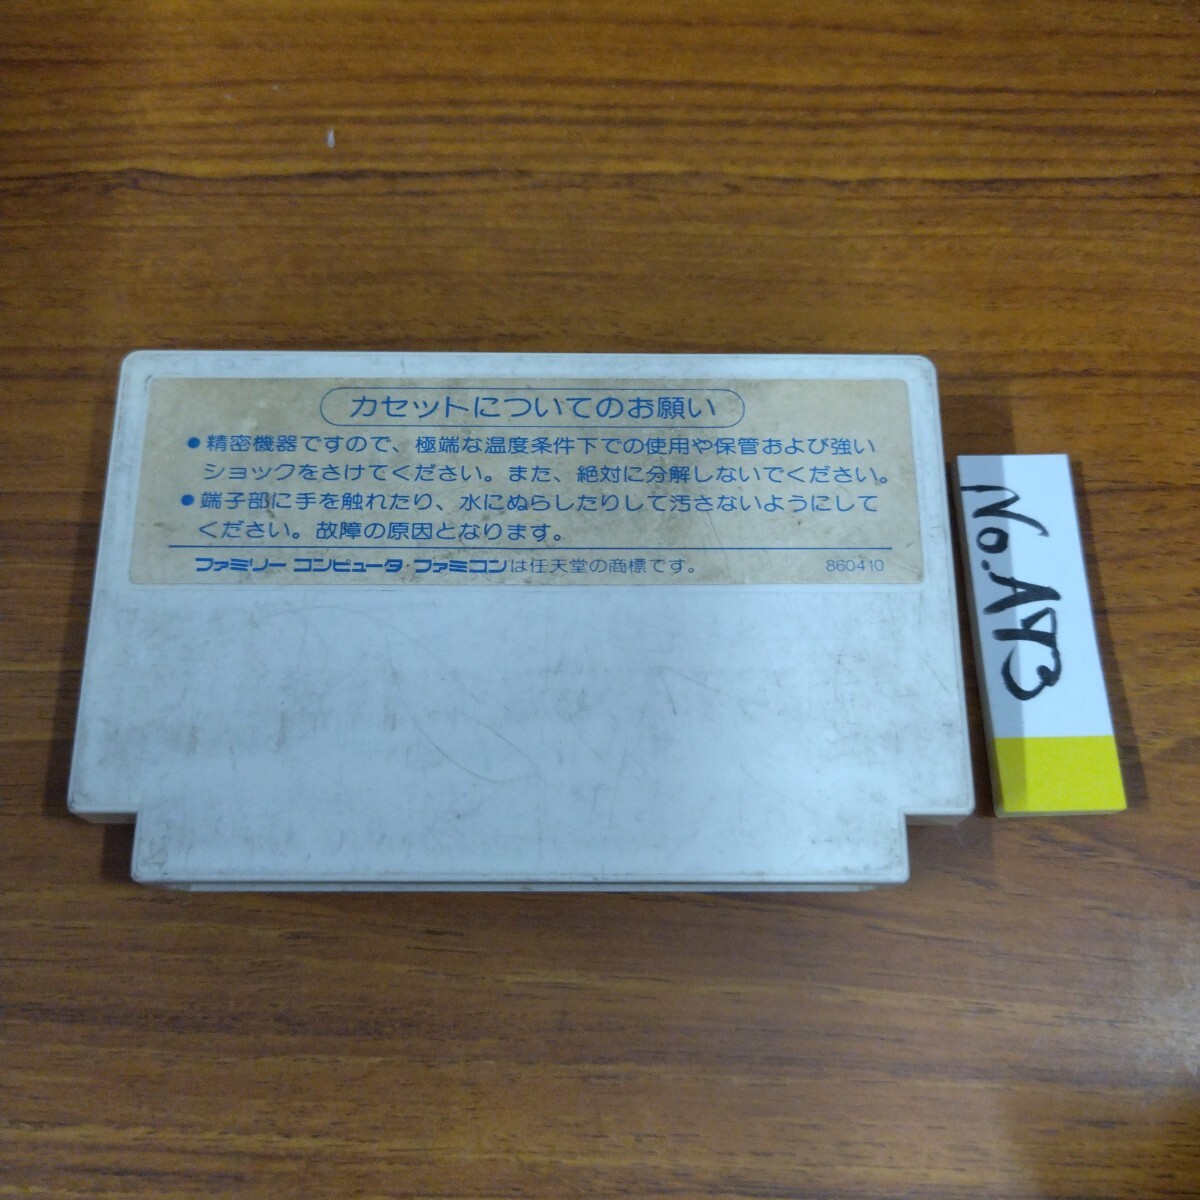 カセットについてのお願い
●精密機器ですので、極端な温度条件下での使用や保管および強い
ショックをさけてください。また、絶対に分解しないでください。
●端子部に手を触れたり、水にぬらしたりして汚さないようにして
ください。故障の原因となります。
ファミリー コンピュータ・ファミコンは任天堂の商標です。 860410
No.A93